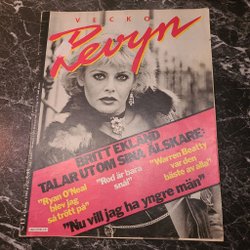 VECKO
Revyn
BRITT EKLAND
TALAR UT OM SINA ÄLSKARE:
"Ryan O'Neal
blev jag
så trött på"
"Rod är bara
snål"
"Warren Beatty
var den
bäste av alla"
"Nu vill jag ha yngre män"